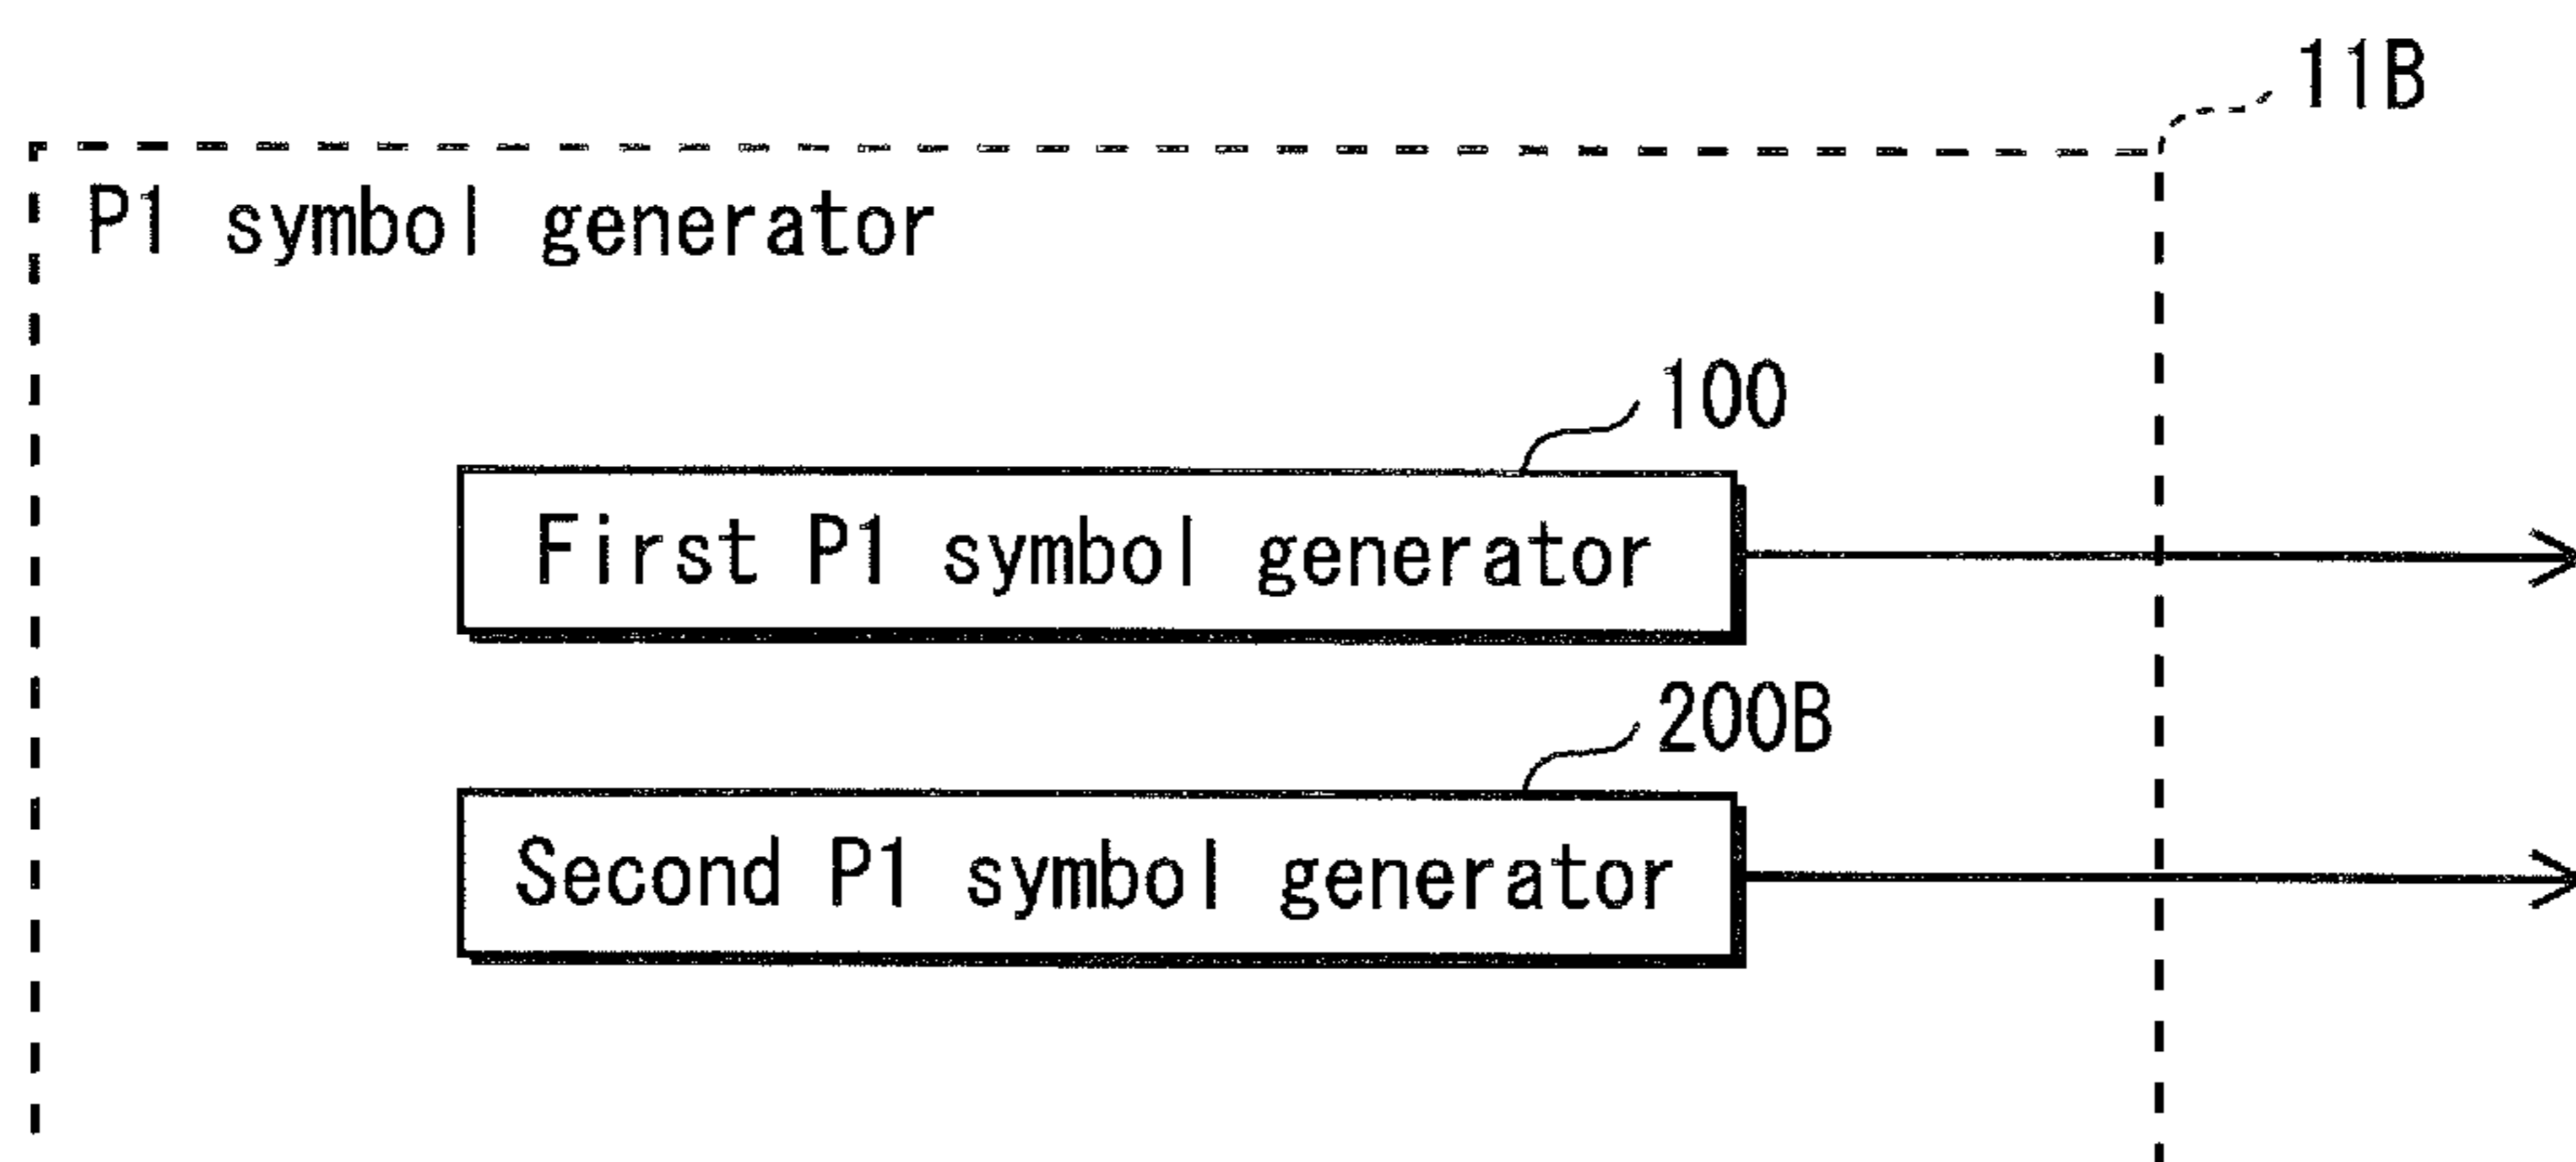 11B
P1 symbol generator
100
First P1 symbol generator
200B
Second P1 symbol generator